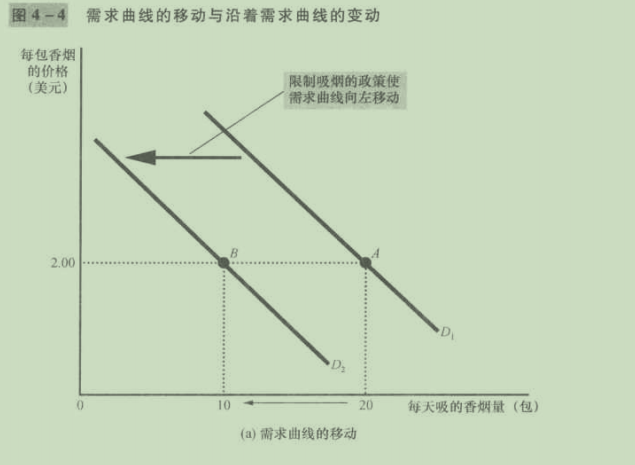 图4-4 需求曲线的移动与沿着需求曲线的变动
每包香烟
的价格
(美元)
限制吸烟的政策使
需求曲线向左移动
2.00
B
A
D₁
D₂
0
10
20
每天吸的香烟量(包)
(a) 需求曲线的移动